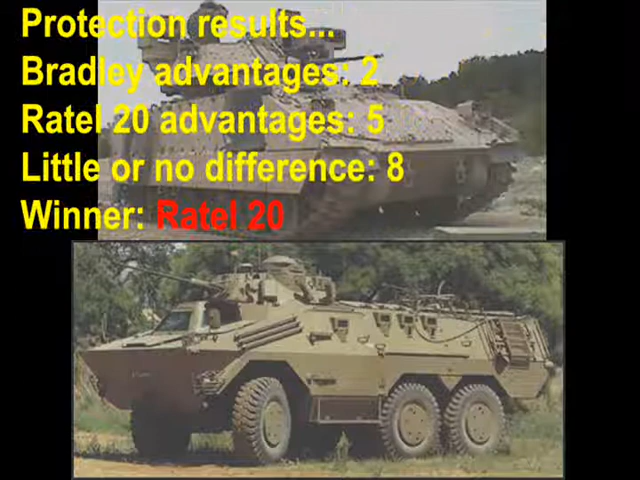 Protection results...
Bradley advantages: 2
Ratel 20 advantages: 5
Little or no difference: 8
Winner: Ratel 20